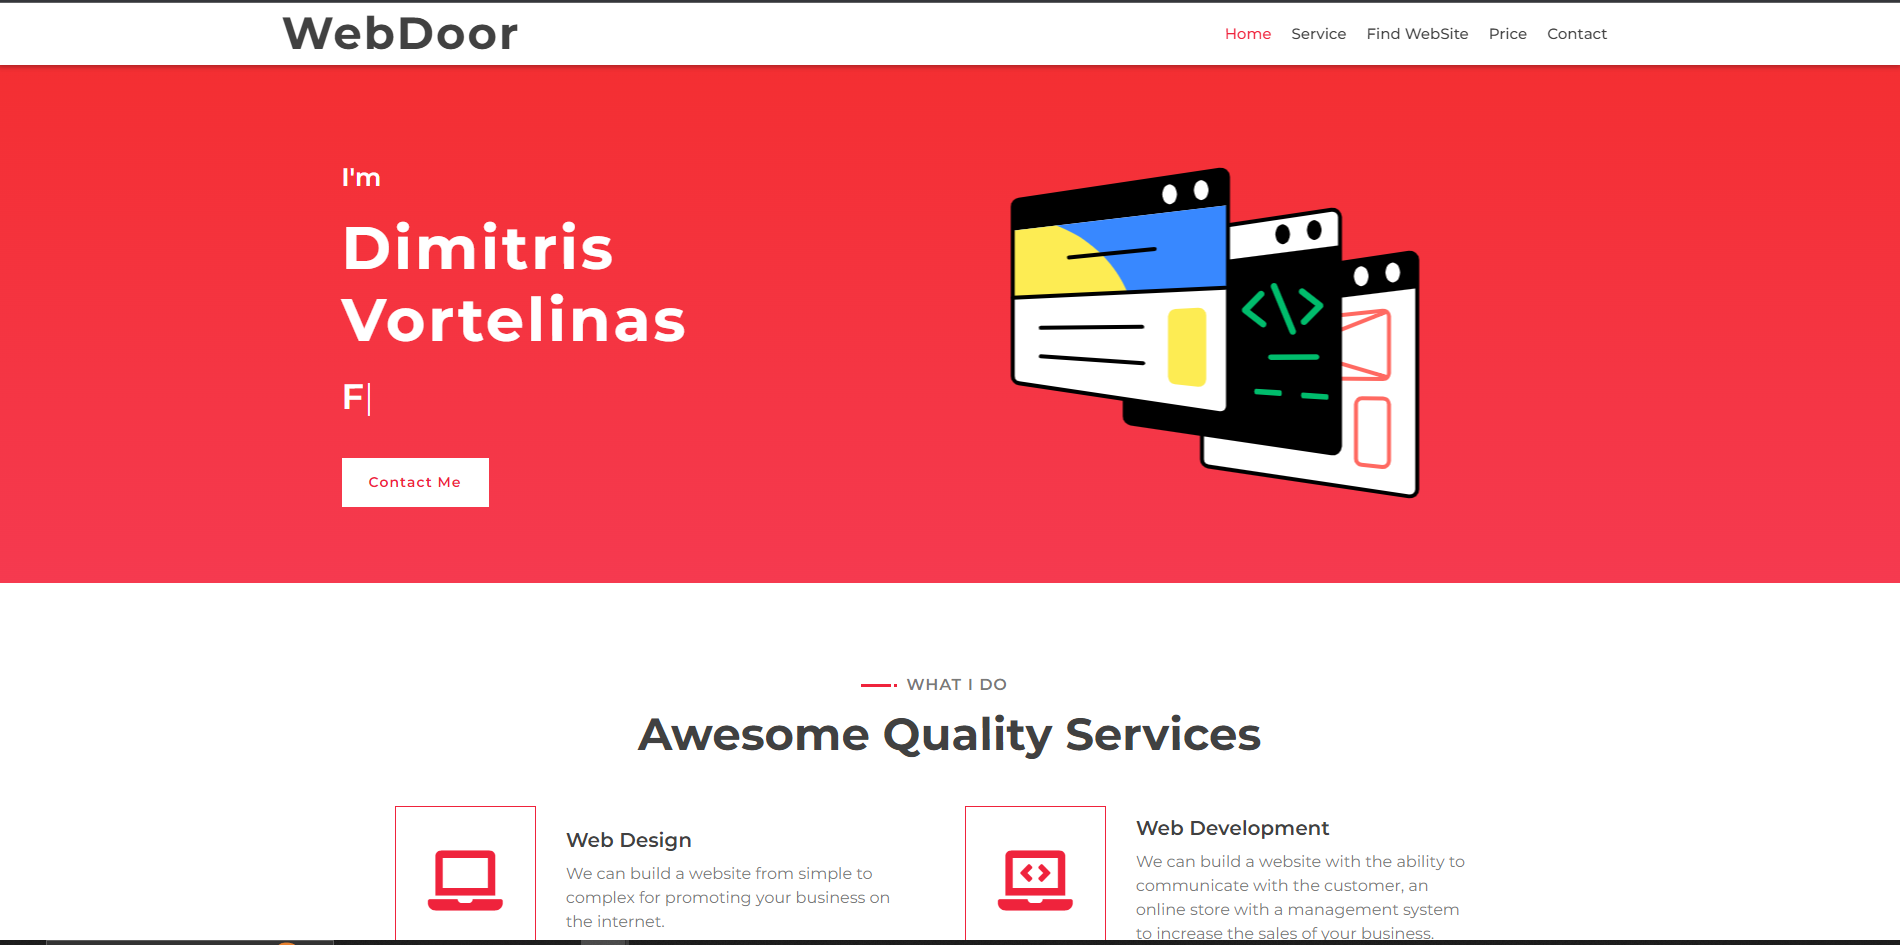 WebDoor
Home Service Find WebSite Price Contact
I'm
Dimitris
Vortelinas
F
Contact Me
WHAT I DO
Awesome Quality Services
Web Design
We can build a website from simple to
complex for promoting your business on
the internet.
Web Development
We can build a website with the ability to
communicate with the customer, an
online store with a management system
to increase the sales of your business.